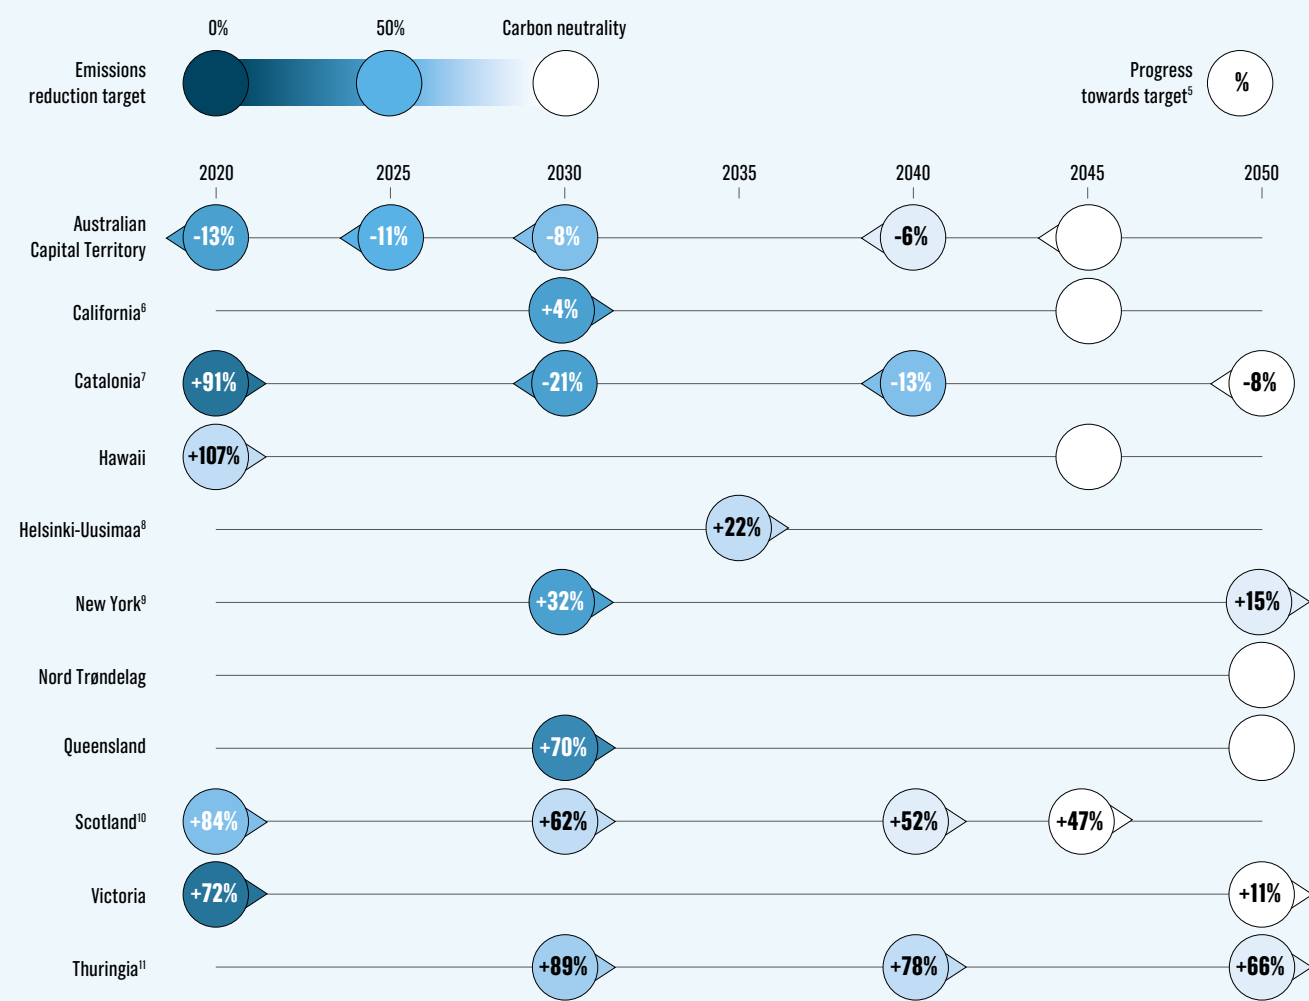 0% 50% Carbon neutrality
Emissions
reduction target
Progress
towards target⁵
%
2020 2025 2030 2035 2040 2045 2050
Australian
Capital Territory
-13% -11% -8% -6%
California⁶ +4%
Catalonia⁷ +91% -21% -13% -8%
Hawaii +107%
Helsinki-Uusimaa⁸ +22%
New York⁹ +32% +15%
Nord Trøndelag
Queensland +70%
Scotland¹⁰ +84% +62% +52% +47%
Victoria +72% +11%
Thuringia¹¹ +89% +78% +66%